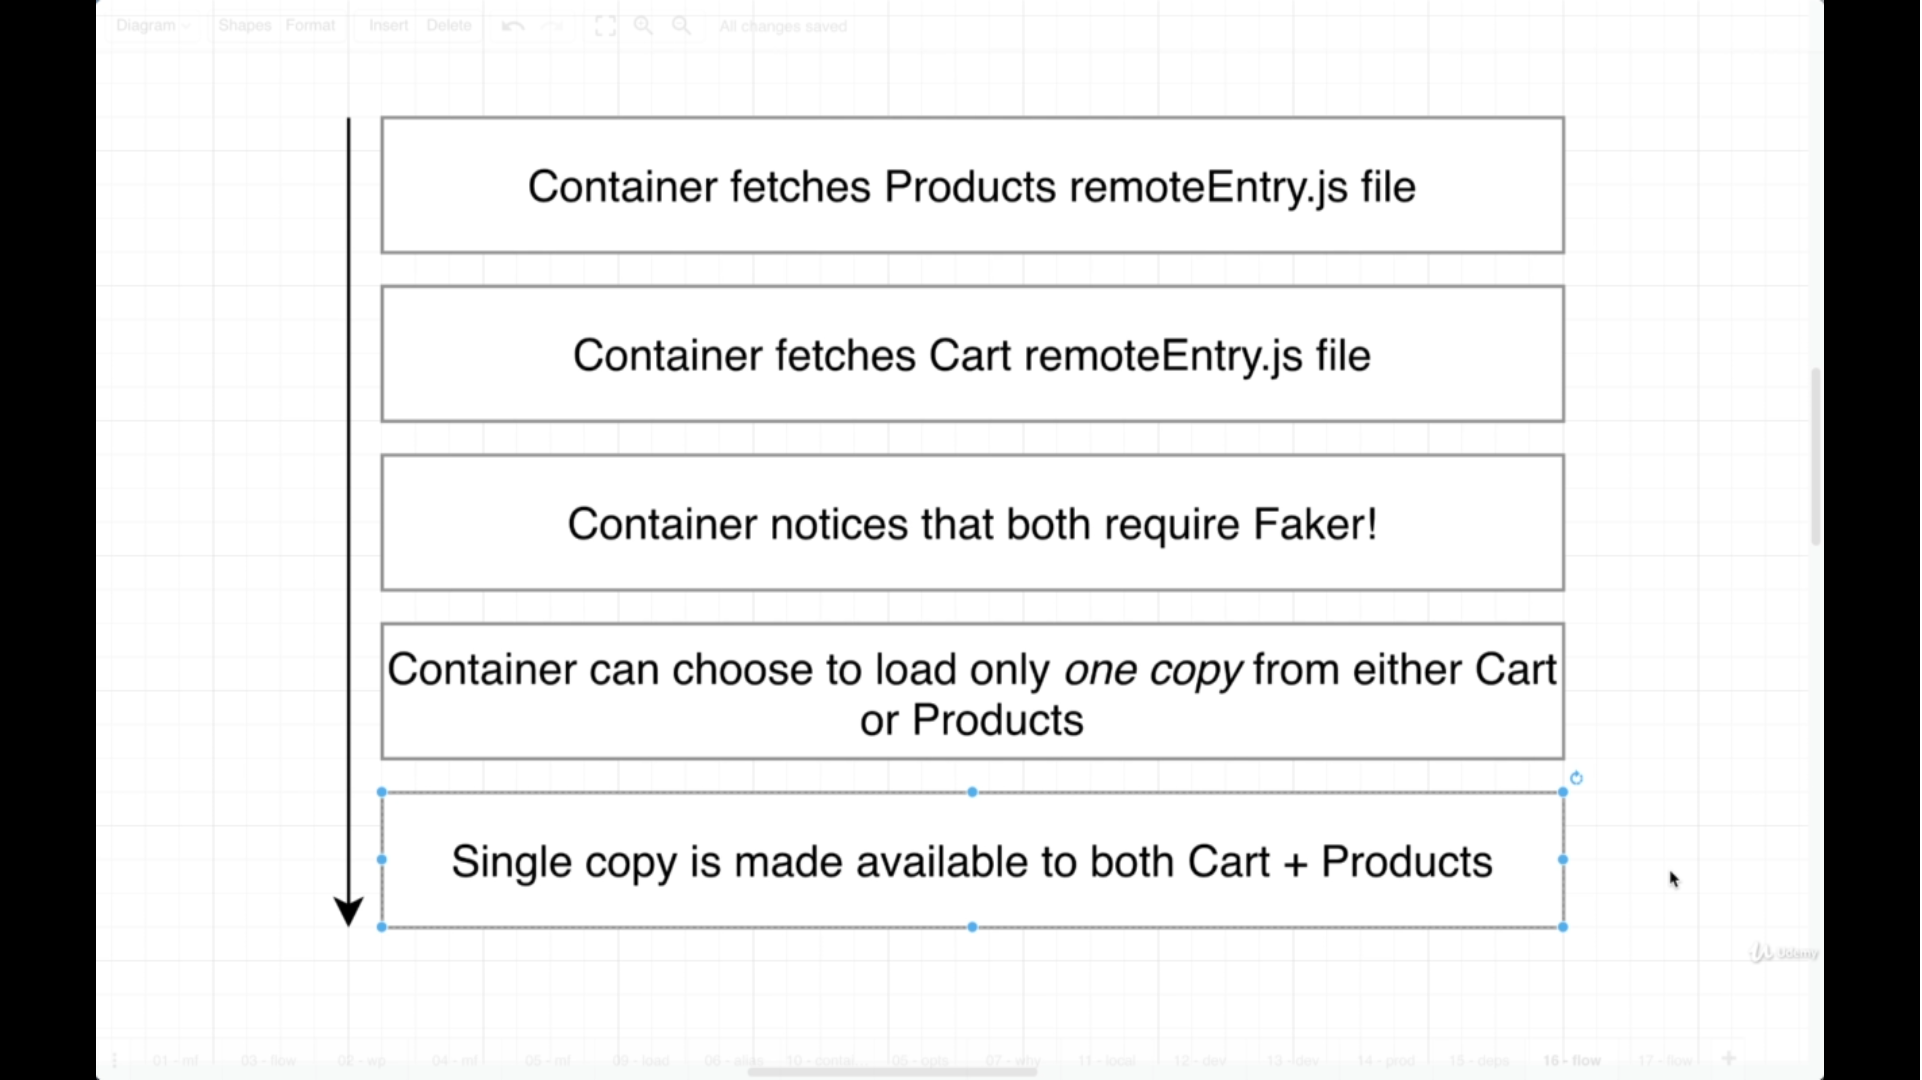 Diagram Shapes Format Insert Delete All changes saved
Container fetches Products remoteEntry.js file
Container fetches Cart remoteEntry.js file
Container notices that both require Faker!
Container can choose to load only one copy from either Cart
or Products
Single copy is made available to both Cart + Products
Udemy
01 - mf 03 - flow 02 - wp 04 - mf 05 - mf 09 - load 06 - alias 10 - contai... 05 - opts 07 - why 11 - local 12 - dev 13 - dev 14 - prod 15 - deps 16 - flow 17 - flow